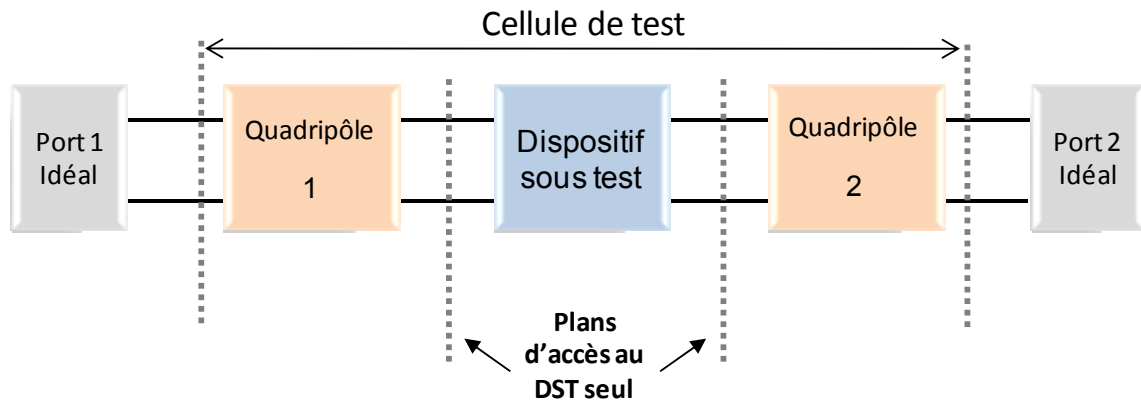 Cellule de test
Port 1
Idéal
Quadripôle
1
Dispositif
sous test
Quadripôle
2
Port 2
Idéal
Plans
d’accès au
DST seul